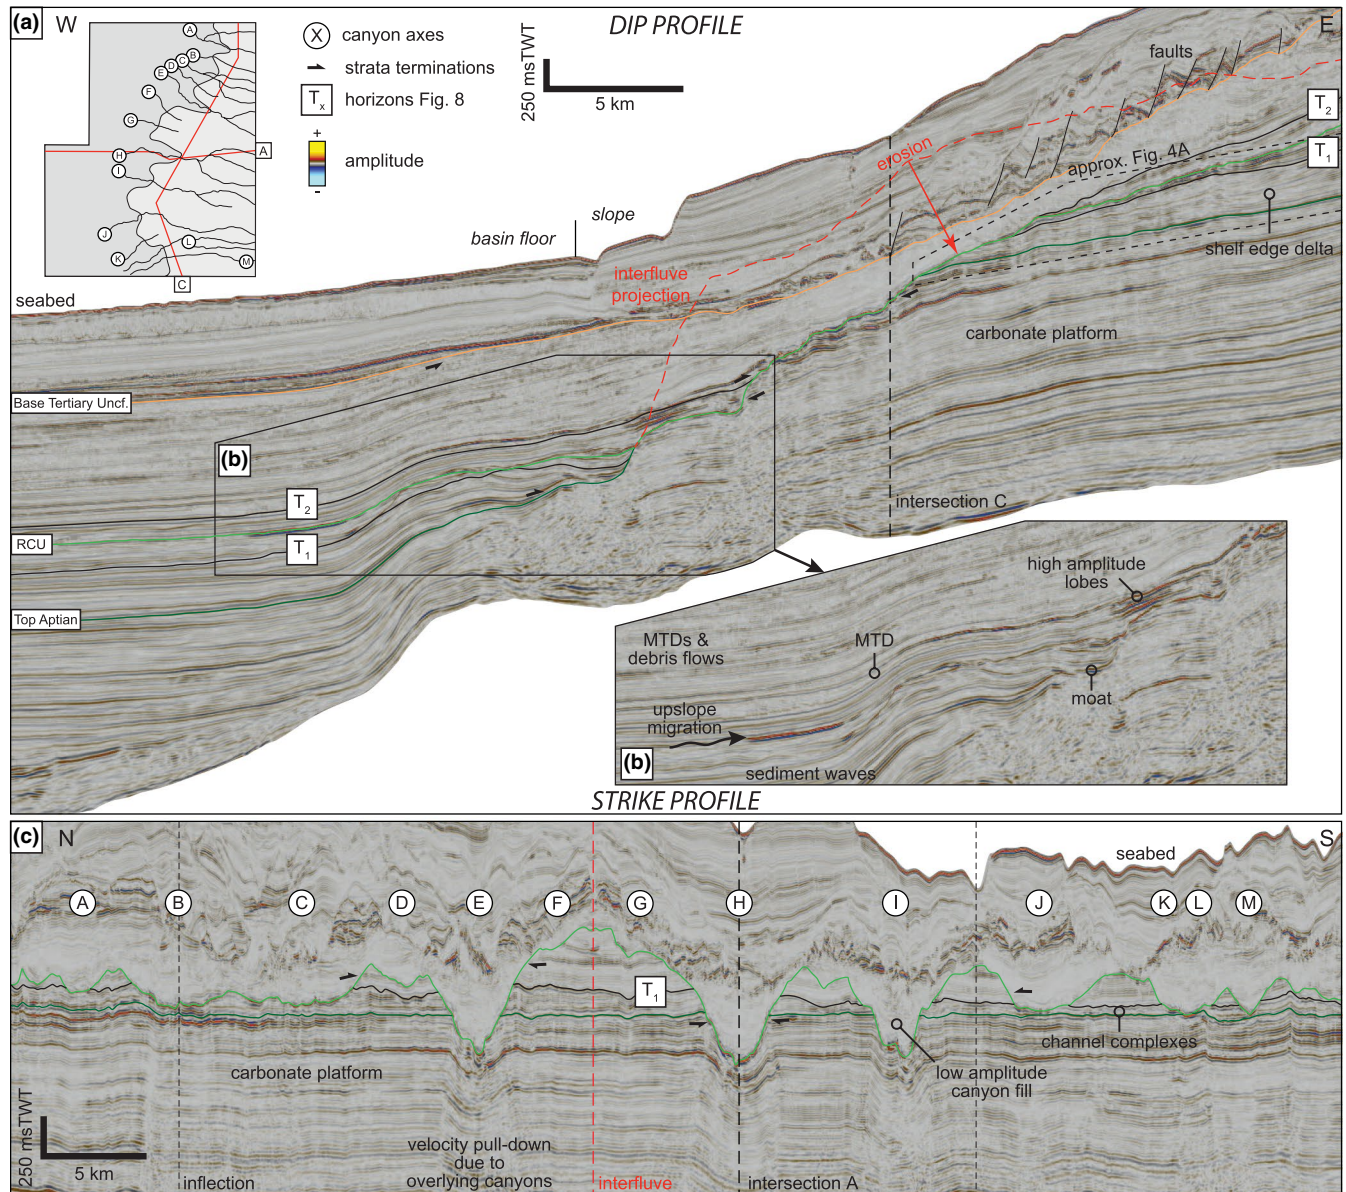 (a)
W
DIP PROFILE
E
A
B
C
D
E
F
G
H
I
J
K
L
M
A
C
X canyon axes
strata terminations
Tx horizons Fig. 8
+
amplitude
-
250 msTWT
5 km
faults
T2
T1
erosion
approx. Fig. 4A
slope
basin floor
shelf edge delta
interfluve
projection
seabed
carbonate platform
Base Tertiary Uncf.
(b)
T2
intersection C
RCU
T1
Top Aptian
high amplitude
lobes
MTDs &
debris flows
MTD
moat
upslope
migration
(b)
sediment waves
STRIKE PROFILE
(c)
N
S
seabed
A
B
C
D
E
F
G
H
I
J
K
L
M
T1
channel complexes
carbonate platform
low amplitude
canyon fill
250 msTWT
5 km
velocity pull-down
due to
overlying canyons
inflection
interfluve
intersection A